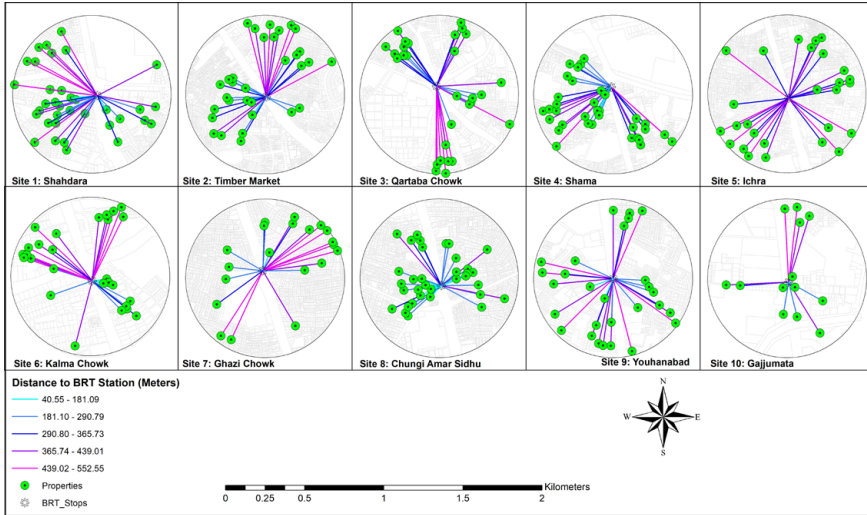 Site 1: Shahdara
Site 2: Timber Market
Site 3: Qartaba Chowk
Site 4: Shama
Site 5: Ichra
Site 6: Kalma Chowk
Site 7: Ghazi Chowk
Site 8: Chungi Amar Sidhu
Site 9: Youhanabad
Site 10: Gajjumata
Distance to BRT Station (Meters)
40.55 - 181.09
181.10 - 290.79
290.80 - 365.73
365.74 - 439.01
439.02 - 552.55
Properties
BRT_Stops
N
W E
S
Kilometers
0 0.25 0.5 1 1.5 2